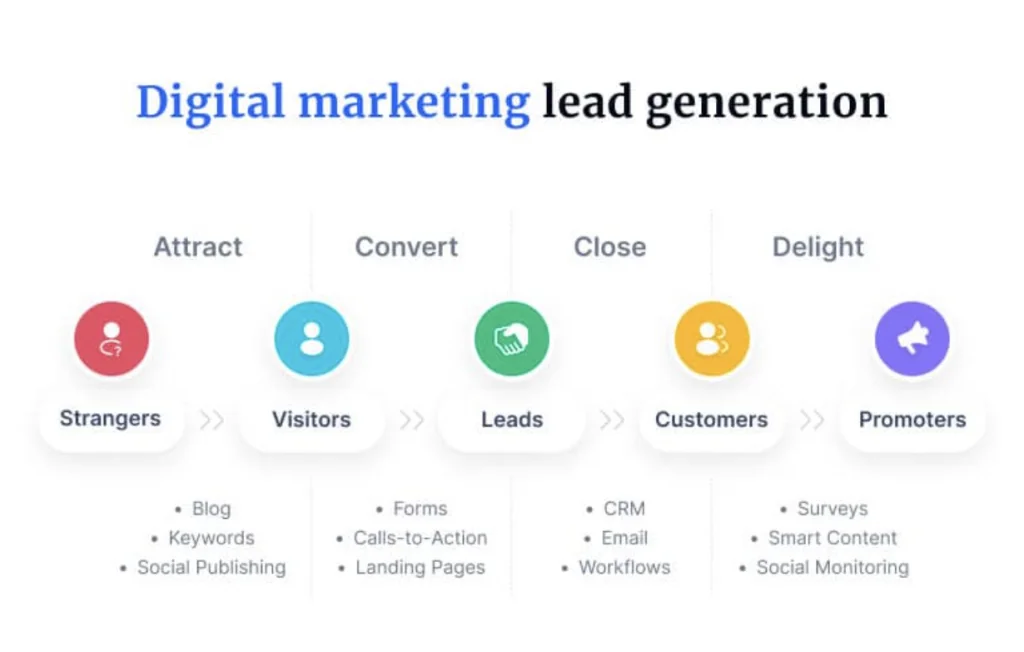 Digital marketing lead generation
Attract
Convert
Close
Delight
?
Strangers
Visitors
Leads
Customers
Promoters
• Blog
• Keywords
• Social Publishing
• Forms
• Calls-to-Action
• Landing Pages
• CRM
• Email
• Workflows
• Surveys
• Smart Content
• Social Monitoring